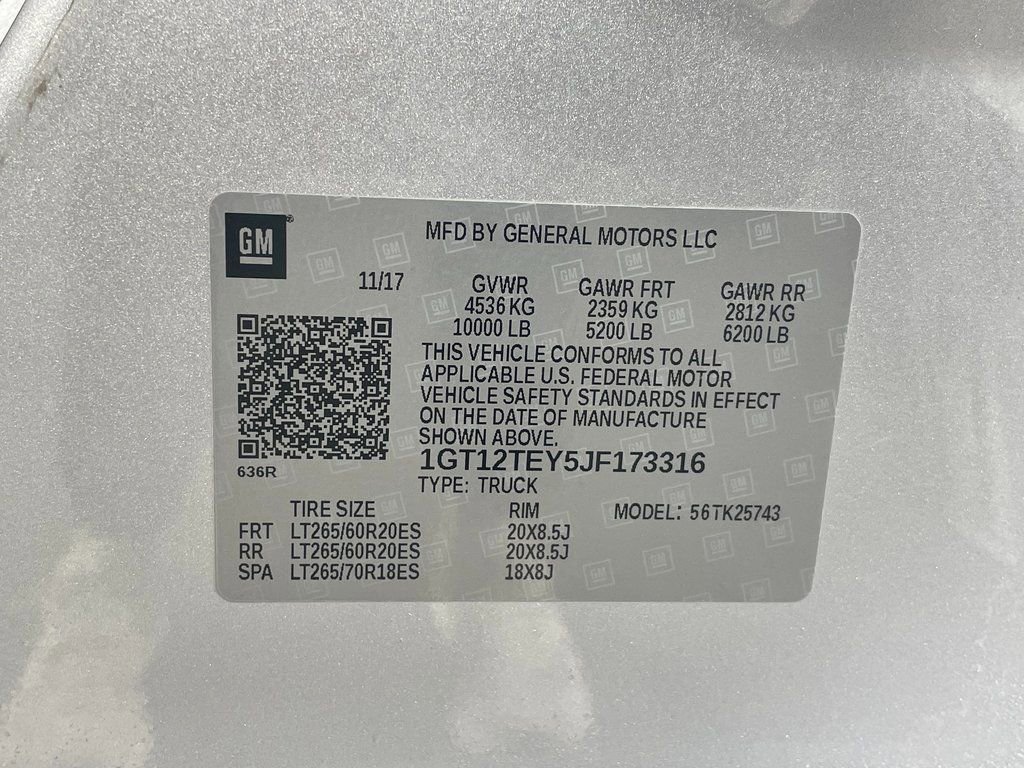 GM
MFD BY GENERAL MOTORS LLC
11/17 GVWR GAWR FRT GAWR RR
4536 KG 2359 KG 2812 KG
10000 LB 5200 LB 6200 LB
THIS VEHICLE CONFORMS TO ALL
APPLICABLE U.S. FEDERAL MOTOR
VEHICLE SAFETY STANDARDS IN EFFECT
ON THE DATE OF MANUFACTURE
SHOWN ABOVE.
636R
1GT12TEY5JF173316
TYPE: TRUCK
TIRE SIZE RIM MODEL: 56TK25743
FRT LT265/60R20ES 20X8.5J
RR LT265/60R20ES 20X8.5J
SPA LT265/70R18ES 18X8J